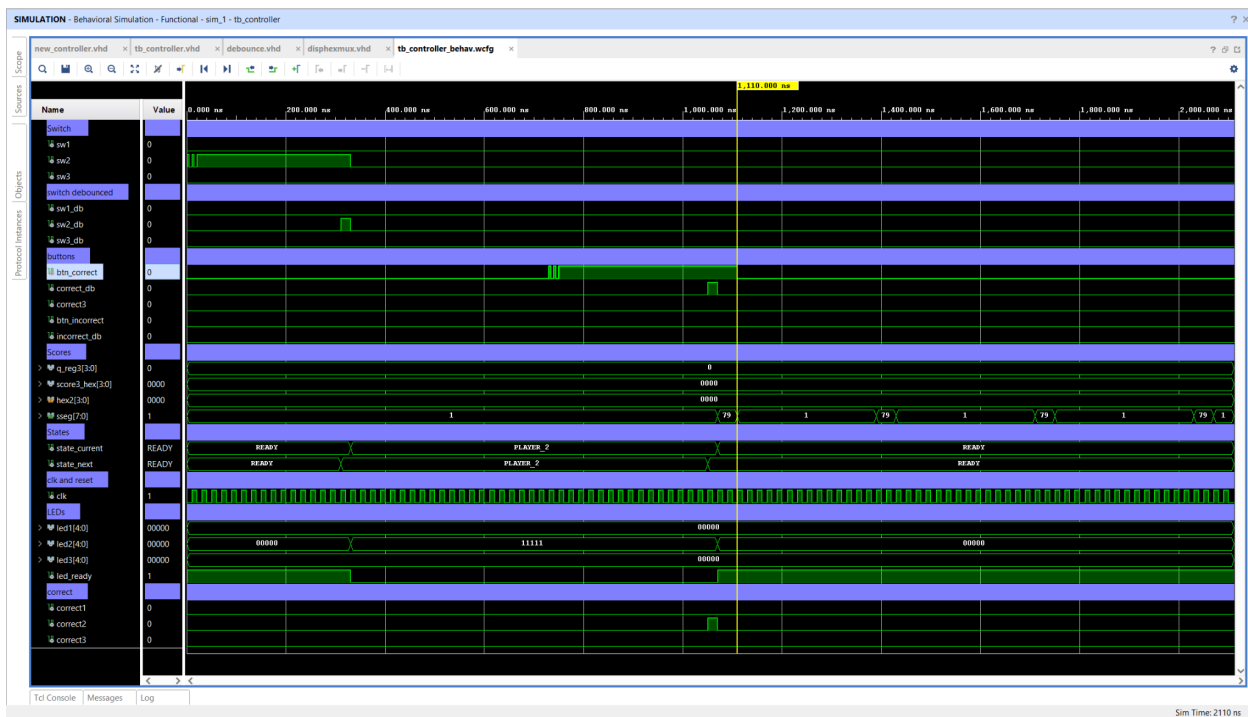 SIMULATION - Behavioral Simulation - Functional - sim_1 - tb_controller ? ×
new_controller.vhd × tb_controller.vhd × debounce.vhd × disphexmux.vhd × tb_controller_behav.wcfg × ?
Scope
Sources
Objects
Protocol Instances
1,110.000 ns
Name Value 0.000 ns 200.000 ns 400.000 ns 600.000 ns 800.000 ns 1,000.000 ns 1,200.000 ns 1,400.000 ns 1,600.000 ns 1,800.000 ns 2,000.000 ns
Switch
sw1 0
sw2 0
sw3 0
switch debounced
sw1_db 0
sw2_db 0
sw3_db 0
buttons
btn_correct 0
correct_db 0
correct3 0
btn_incorrect 0
incorrect_db 0
Scores
> q_reg3[3:0] 0 0
> score3_hex[3:0] 0000 0000
> hex2[3:0] 0000 0000
> sseg[7:0] 1 1 79 1 79 1 79 1 79 1
States
state_current READY READY PLAYER_2 READY
state_next READY READY PLAYER_2 READY
clk and reset
clk 1
LEDs
> led1[4:0] 00000 00000
> led2[4:0] 00000 00000 11111 00000
> led3[4:0] 00000 00000
led_ready 1
correct
correct1 0
correct2 0
correct3 0
Tcl Console Messages Log
Sim Time: 2110 ns